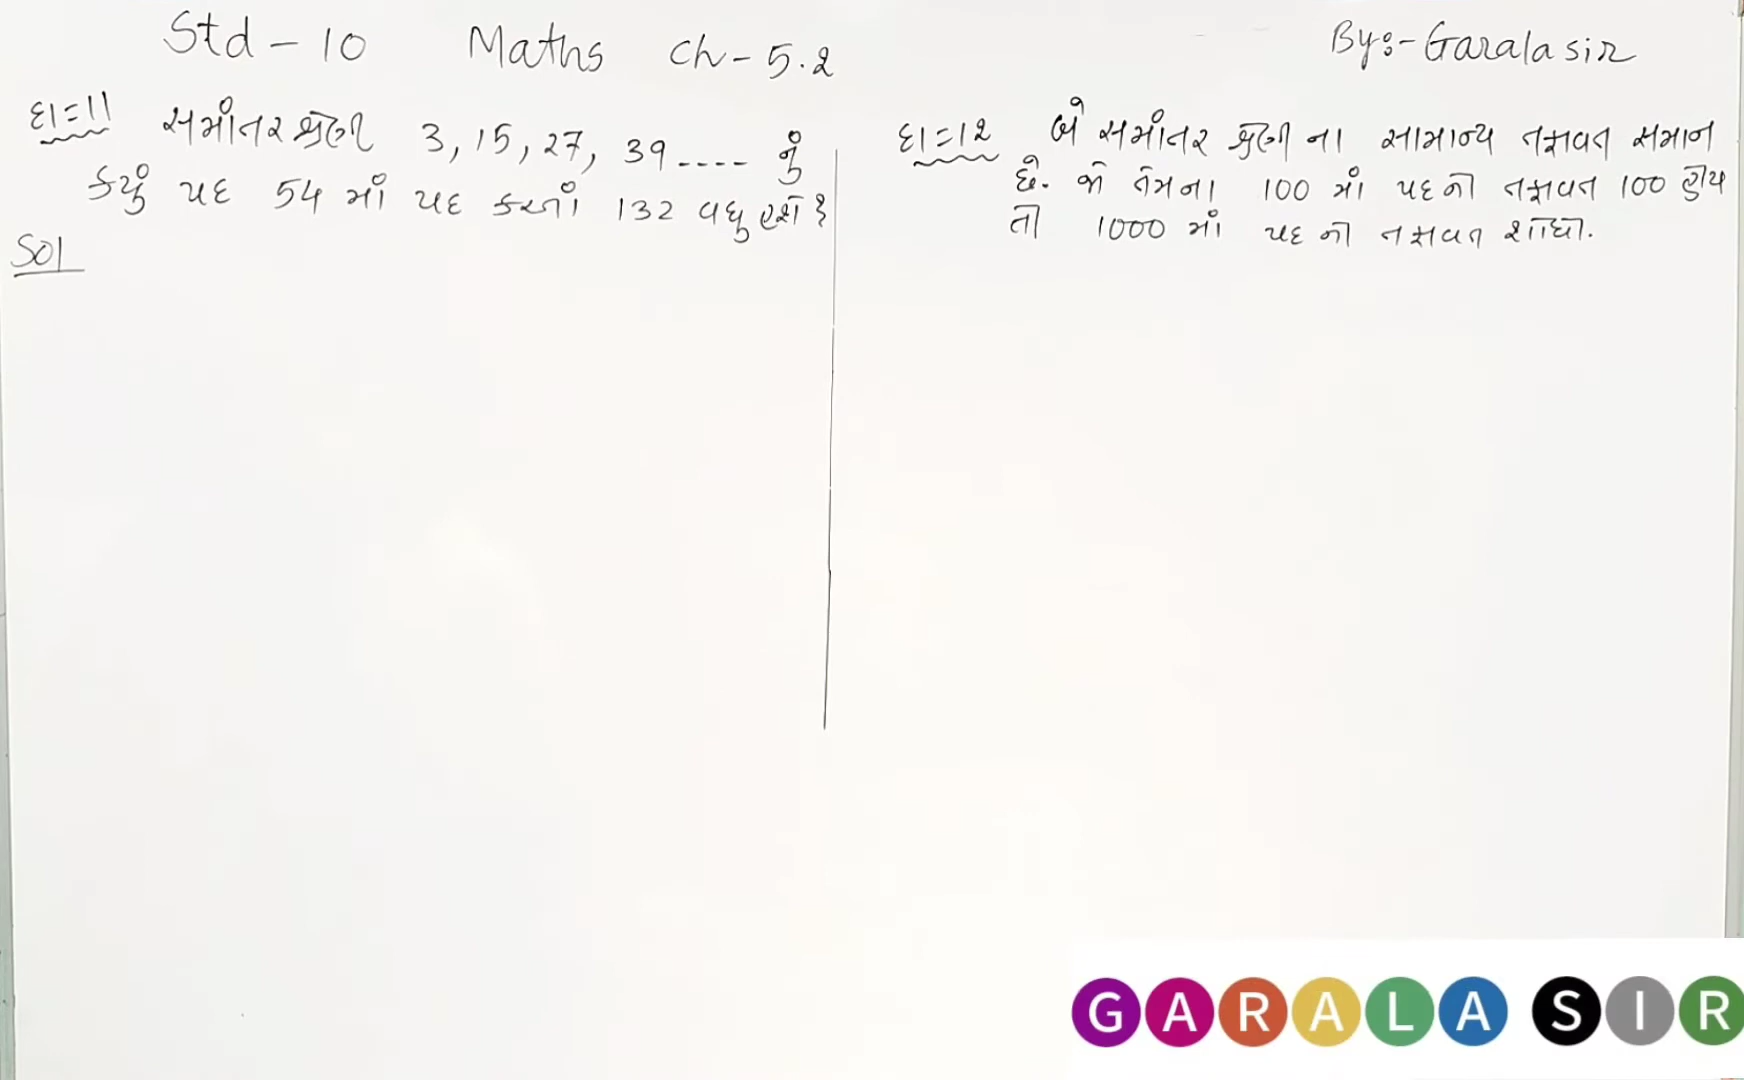 Std - 10 Maths Ch - 5.2
By:- Garala sir
દા=11 સમાંતર શ્રેણી 3, 15, 27, 39 .... નું
કયું પદ 54 માં પદ કરતાં 132 વધુ હશે ?
Sol
દા=12 બે સમાંતર શ્રેણી ના સામાન્ય તફાવત સમાન
છે. જો તેમના 100 માં પદ નો તફાવત 100 હોય
તો 1000 માં પદ નો તફાવત શોધો.
GARALA SIR